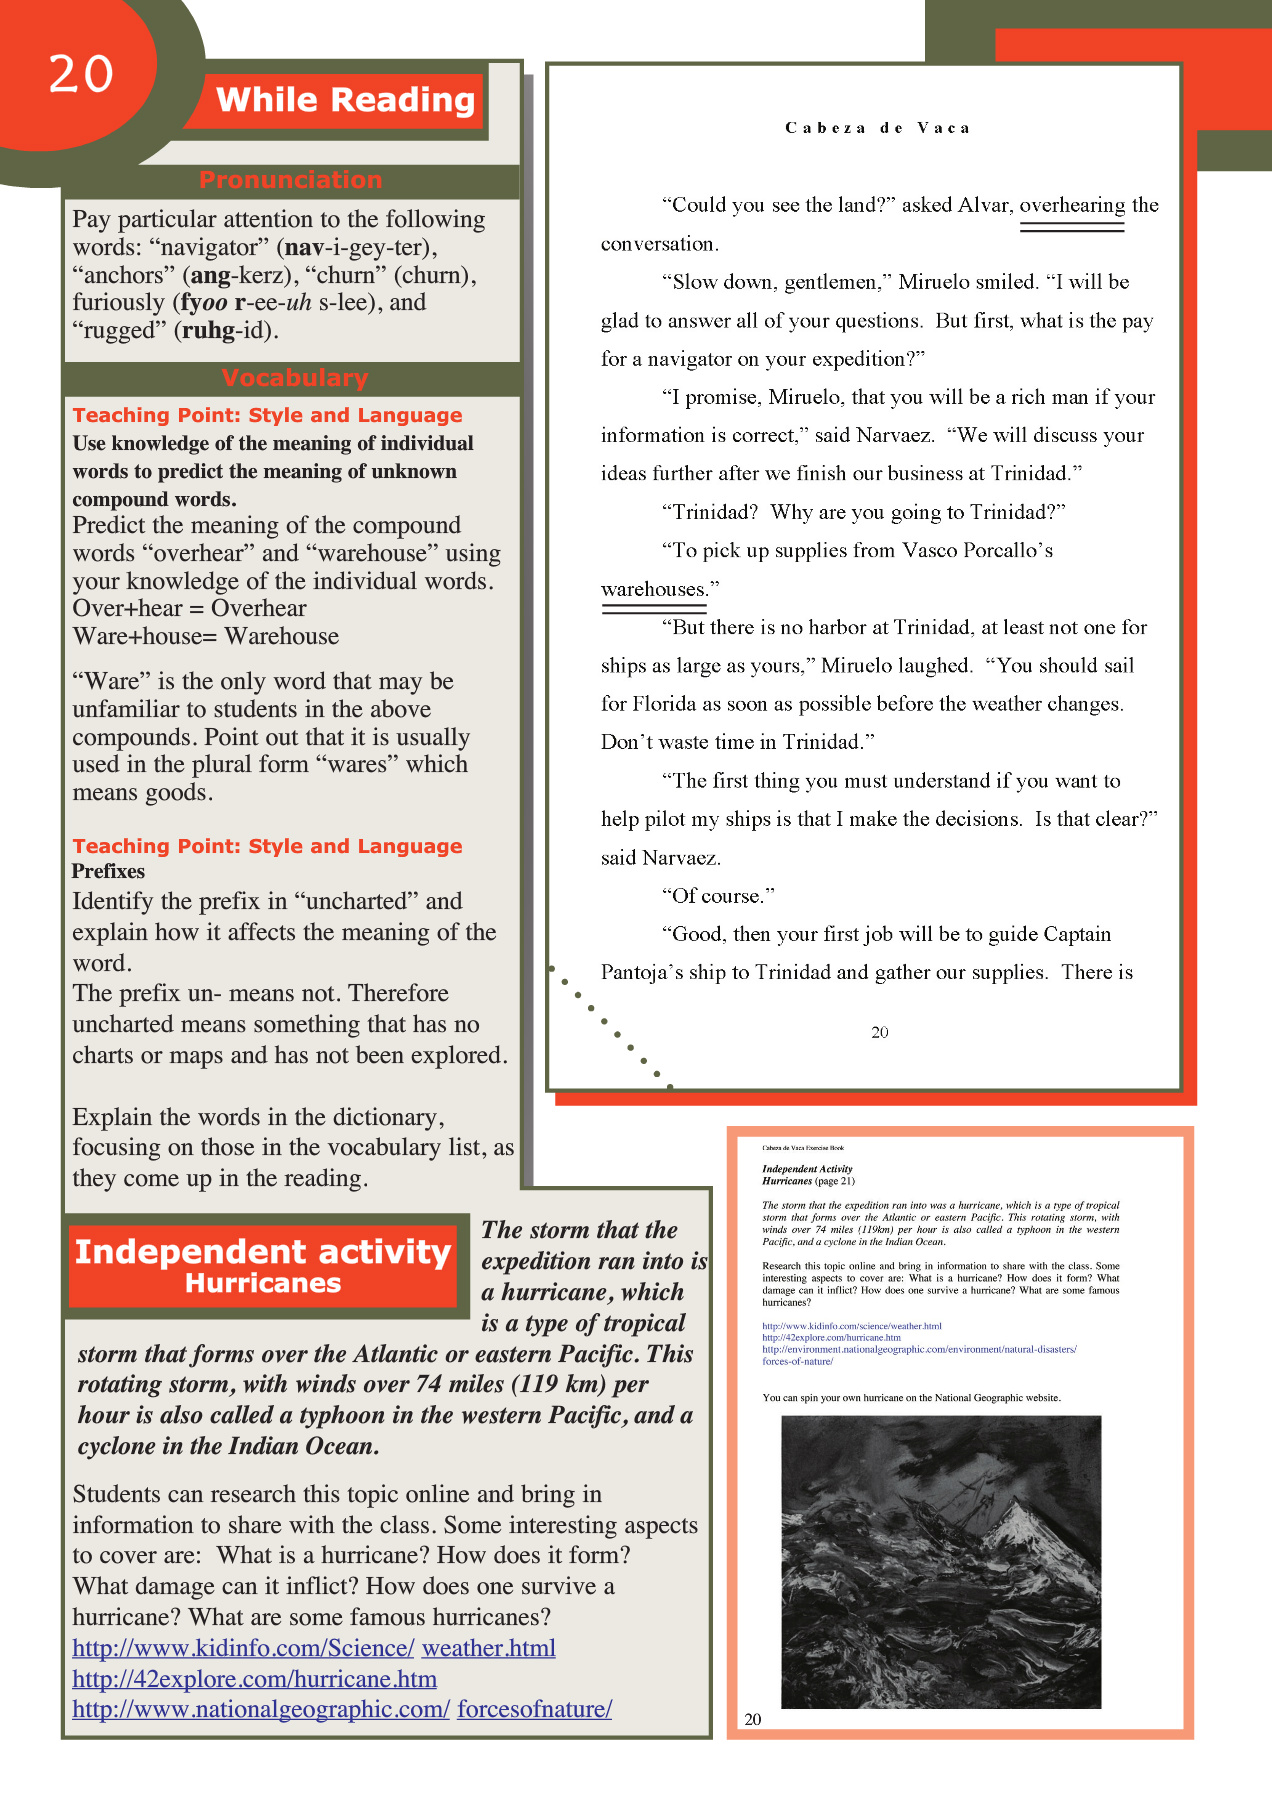 20
While Reading
Pronunciation
Pay particular attention to the following
words: “navigator” (nav-i-gey-ter),
“anchors” (ang-kerz), “churn” (churn),
furiously (fyoo r-ee-uh s-lee), and
“rugged” (ruhg-id).
Vocabulary
Teaching Point: Style and Language
Use knowledge of the meaning of individual
words to predict the meaning of unknown
compound words.
Predict the meaning of the compound
words “overhear” and “warehouse” using
your knowledge of the individual words.
Over+hear = Overhear
Ware+house= Warehouse
“Ware” is the only word that may be
unfamiliar to students in the above
compounds. Point out that it is usually
used in the plural form “wares” which
means goods.
Teaching Point: Style and Language
Prefixes
Identify the prefix in “uncharted” and
explain how it affects the meaning of the
word.
The prefix un- means not. Therefore
uncharted means something that has no
charts or maps and has not been explored.
Explain the words in the dictionary,
focusing on those in the vocabulary list, as
they come up in the reading.
Independent activity
Hurricanes
The storm that the
expedition ran into is
a hurricane, which
is a type of tropical
storm that forms over the Atlantic or eastern Pacific. This
rotating storm, with winds over 74 miles (119 km) per
hour is also called a typhoon in the western Pacific, and a
cyclone in the Indian Ocean.
Students can research this topic online and bring in
information to share with the class. Some interesting aspects
to cover are:  What is a hurricane? How does it form?
What damage can it inflict? How does one survive a
hurricane? What are some famous hurricanes?
http://www.kidinfo.com/Science/ weather.html
http://42explore.com/hurricane.htm
http://www.nationalgeographic.com/ forcesofnature/
Cabeza de Vaca
“Could you see the land?” asked Alvar, overhearing the
conversation.
“Slow down, gentlemen,” Miruelo smiled. “I will be
glad to answer all of your questions.  But first, what is the pay
for a navigator on your expedition?”
“I promise, Miruelo, that you will be a rich man if your
information is correct,” said Narvaez.  “We will discuss your
ideas further after we finish our business at Trinidad.”
“Trinidad?  Why are you going to Trinidad?”
“To pick up supplies from Vasco Porcallo’s
warehouses.”
“But there is no harbor at Trinidad, at least not one for
ships as large as yours,” Miruelo laughed.  “You should sail
for Florida as soon as possible before the weather changes.
Don’t waste time in Trinidad.”
“The first thing you must understand if you want to
help pilot my ships is that I make the decisions.  Is that clear?”
said Narvaez.
“Of course.”
“Good, then your first job will be to guide Captain
Pantoja’s ship to Trinidad and gather our supplies.  There is
20
Cabeza de Vaca Exercise Book
Independent Activity
Hurricanes (page 21)
The storm that the expedition ran into was a hurricane, which is a type of tropical
storm that forms over the Atlantic or eastern Pacific. This rotating storm, with
winds over 74 miles (119km) per hour is also called a typhoon in the western
Pacific, and a cyclone in the Indian Ocean.
Research this topic online and bring in information to share with the class. Some
interesting aspects to cover are: What is a hurricane? How does it form? What
damage can it inflict? How does one survive a hurricane? What are some famous
hurricanes?
http://www.kidinfo.com/science/weather.html
http://42explore.com/hurricane.htm
http://environment.nationalgeographic.com/environment/natural-disasters/
forces-of-nature/
You can spin your own hurricane on the National Geographic website.
20